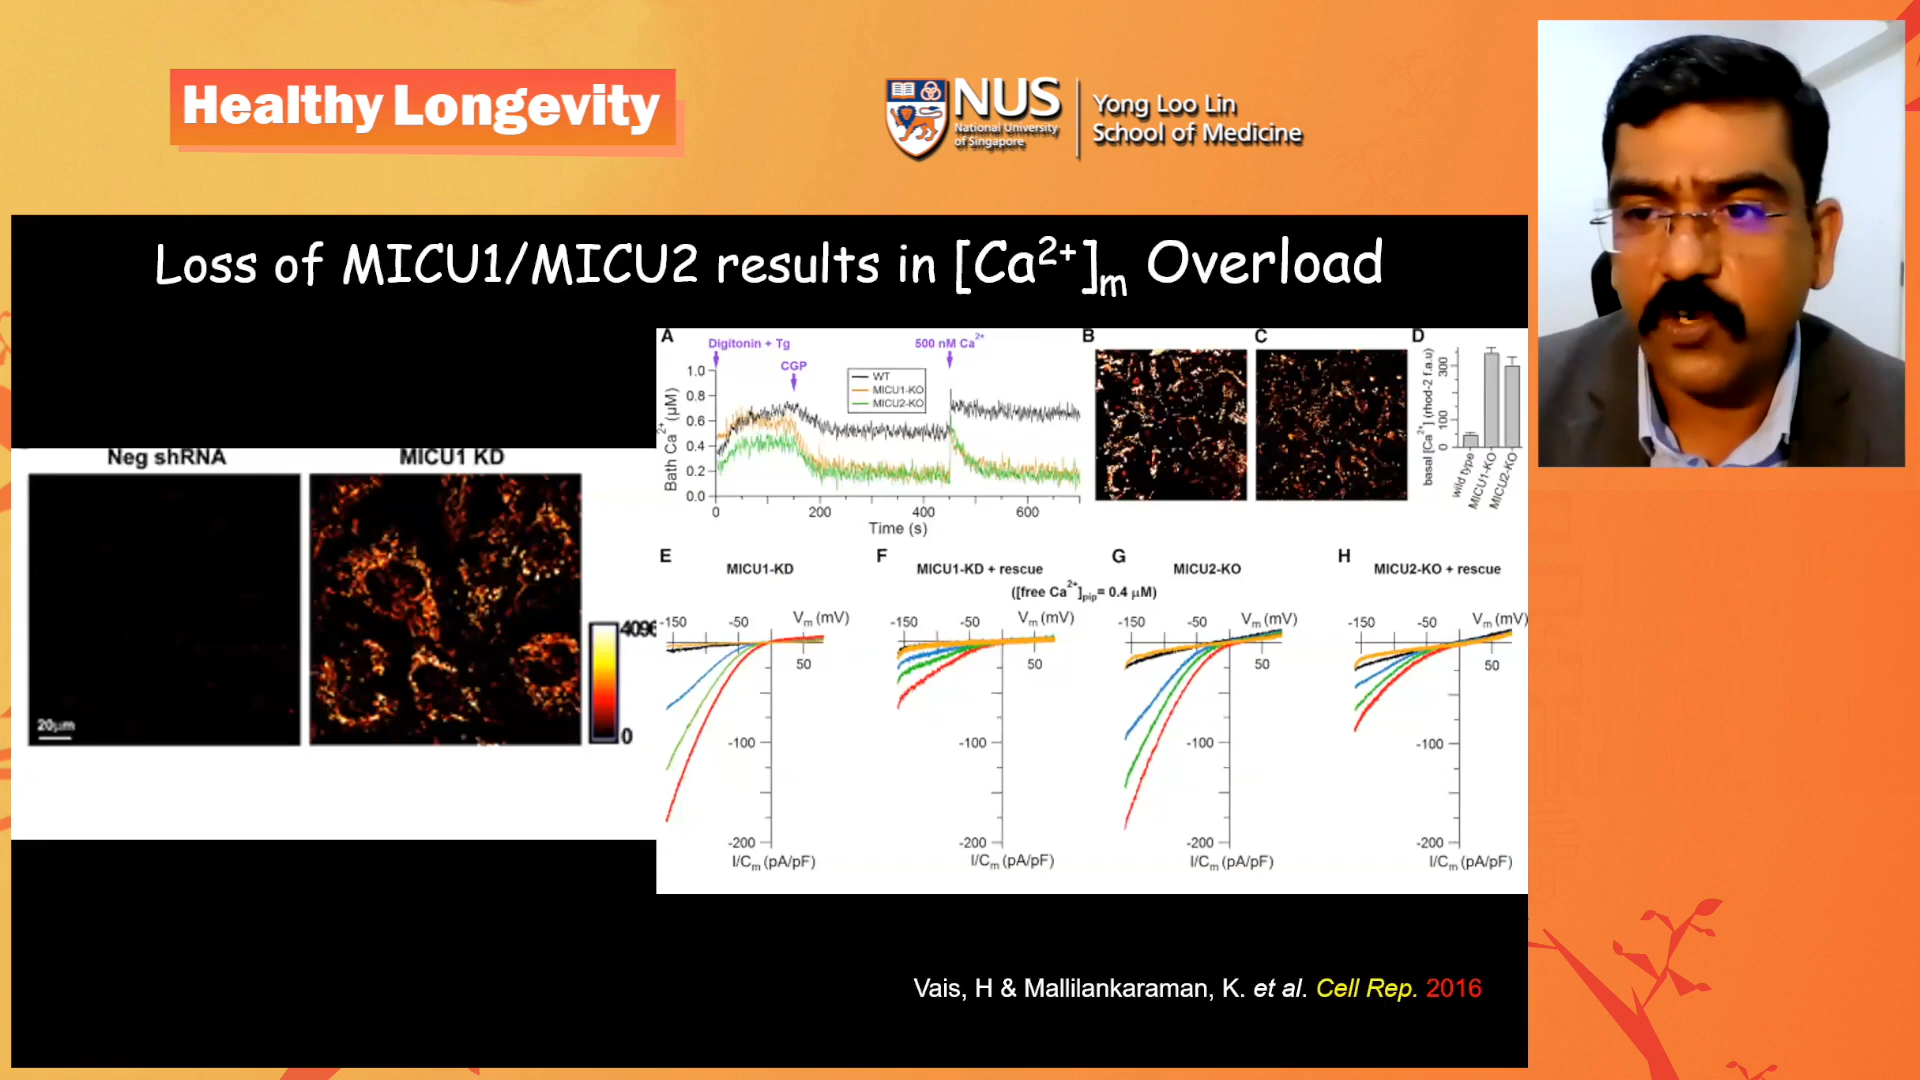 Healthy Longevity
NUS
National University
of Singapore
Yong Loo Lin
School of Medicine
Loss of MICU1/MICU2 results in [Ca²⁺]ₘ Overload
Neg shRNA
MICU1 KD
20μm
4096
0
A
Digitonin + Tg
CGP
500 nM Ca²⁺
WT
MICU1-KO
MICU2-KO
Bath Ca²⁺ (μM)
1.0
0.8
0.6
0.4
0.2
0.0
0
200
400
600
Time (s)
B
C
D
basal [Ca²⁺] (rhod-2 f.a.u)
300
100
0
wild type
MICU1-KO
MICU2-KO
E
MICU1-KD
F
MICU1-KD + rescue
G
MICU2-KO
H
MICU2-KO + rescue
([free Ca²⁺]pip= 0.4 μM)
-150
-50
Vm (mV)
50
-100
-200
I/Cm (pA/pF)
-150
-50
Vm (mV)
50
-100
-200
I/Cm (pA/pF)
-150
-50
Vm (mV)
50
-100
-200
I/Cm (pA/pF)
-150
-50
Vm (mV)
50
-100
-200
I/Cm (pA/pF)
Vais, H & Mallilankaraman, K. et al. Cell Rep. 2016